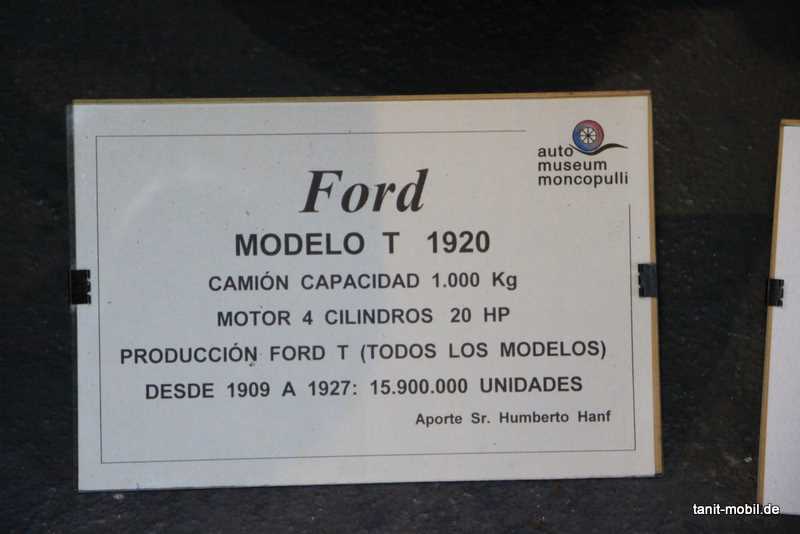 auto
museum
moncopulli
Ford
MODELO T 1920
CAMIÓN CAPACIDAD 1.000 Kg
MOTOR 4 CILINDROS 20 HP
PRODUCCIÓN FORD T (TODOS LOS MODELOS)
DESDE 1909 A 1927: 15.900.000 UNIDADES
Aporte Sr. Humberto Hanf
tanit-mobil.de